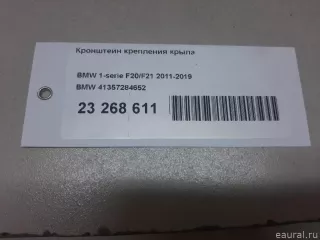 Кронштейн крепления крыла
BMW 1-serie F20/F21 2011-2019
BMW 41357284652
23 268 611
eaural.ru